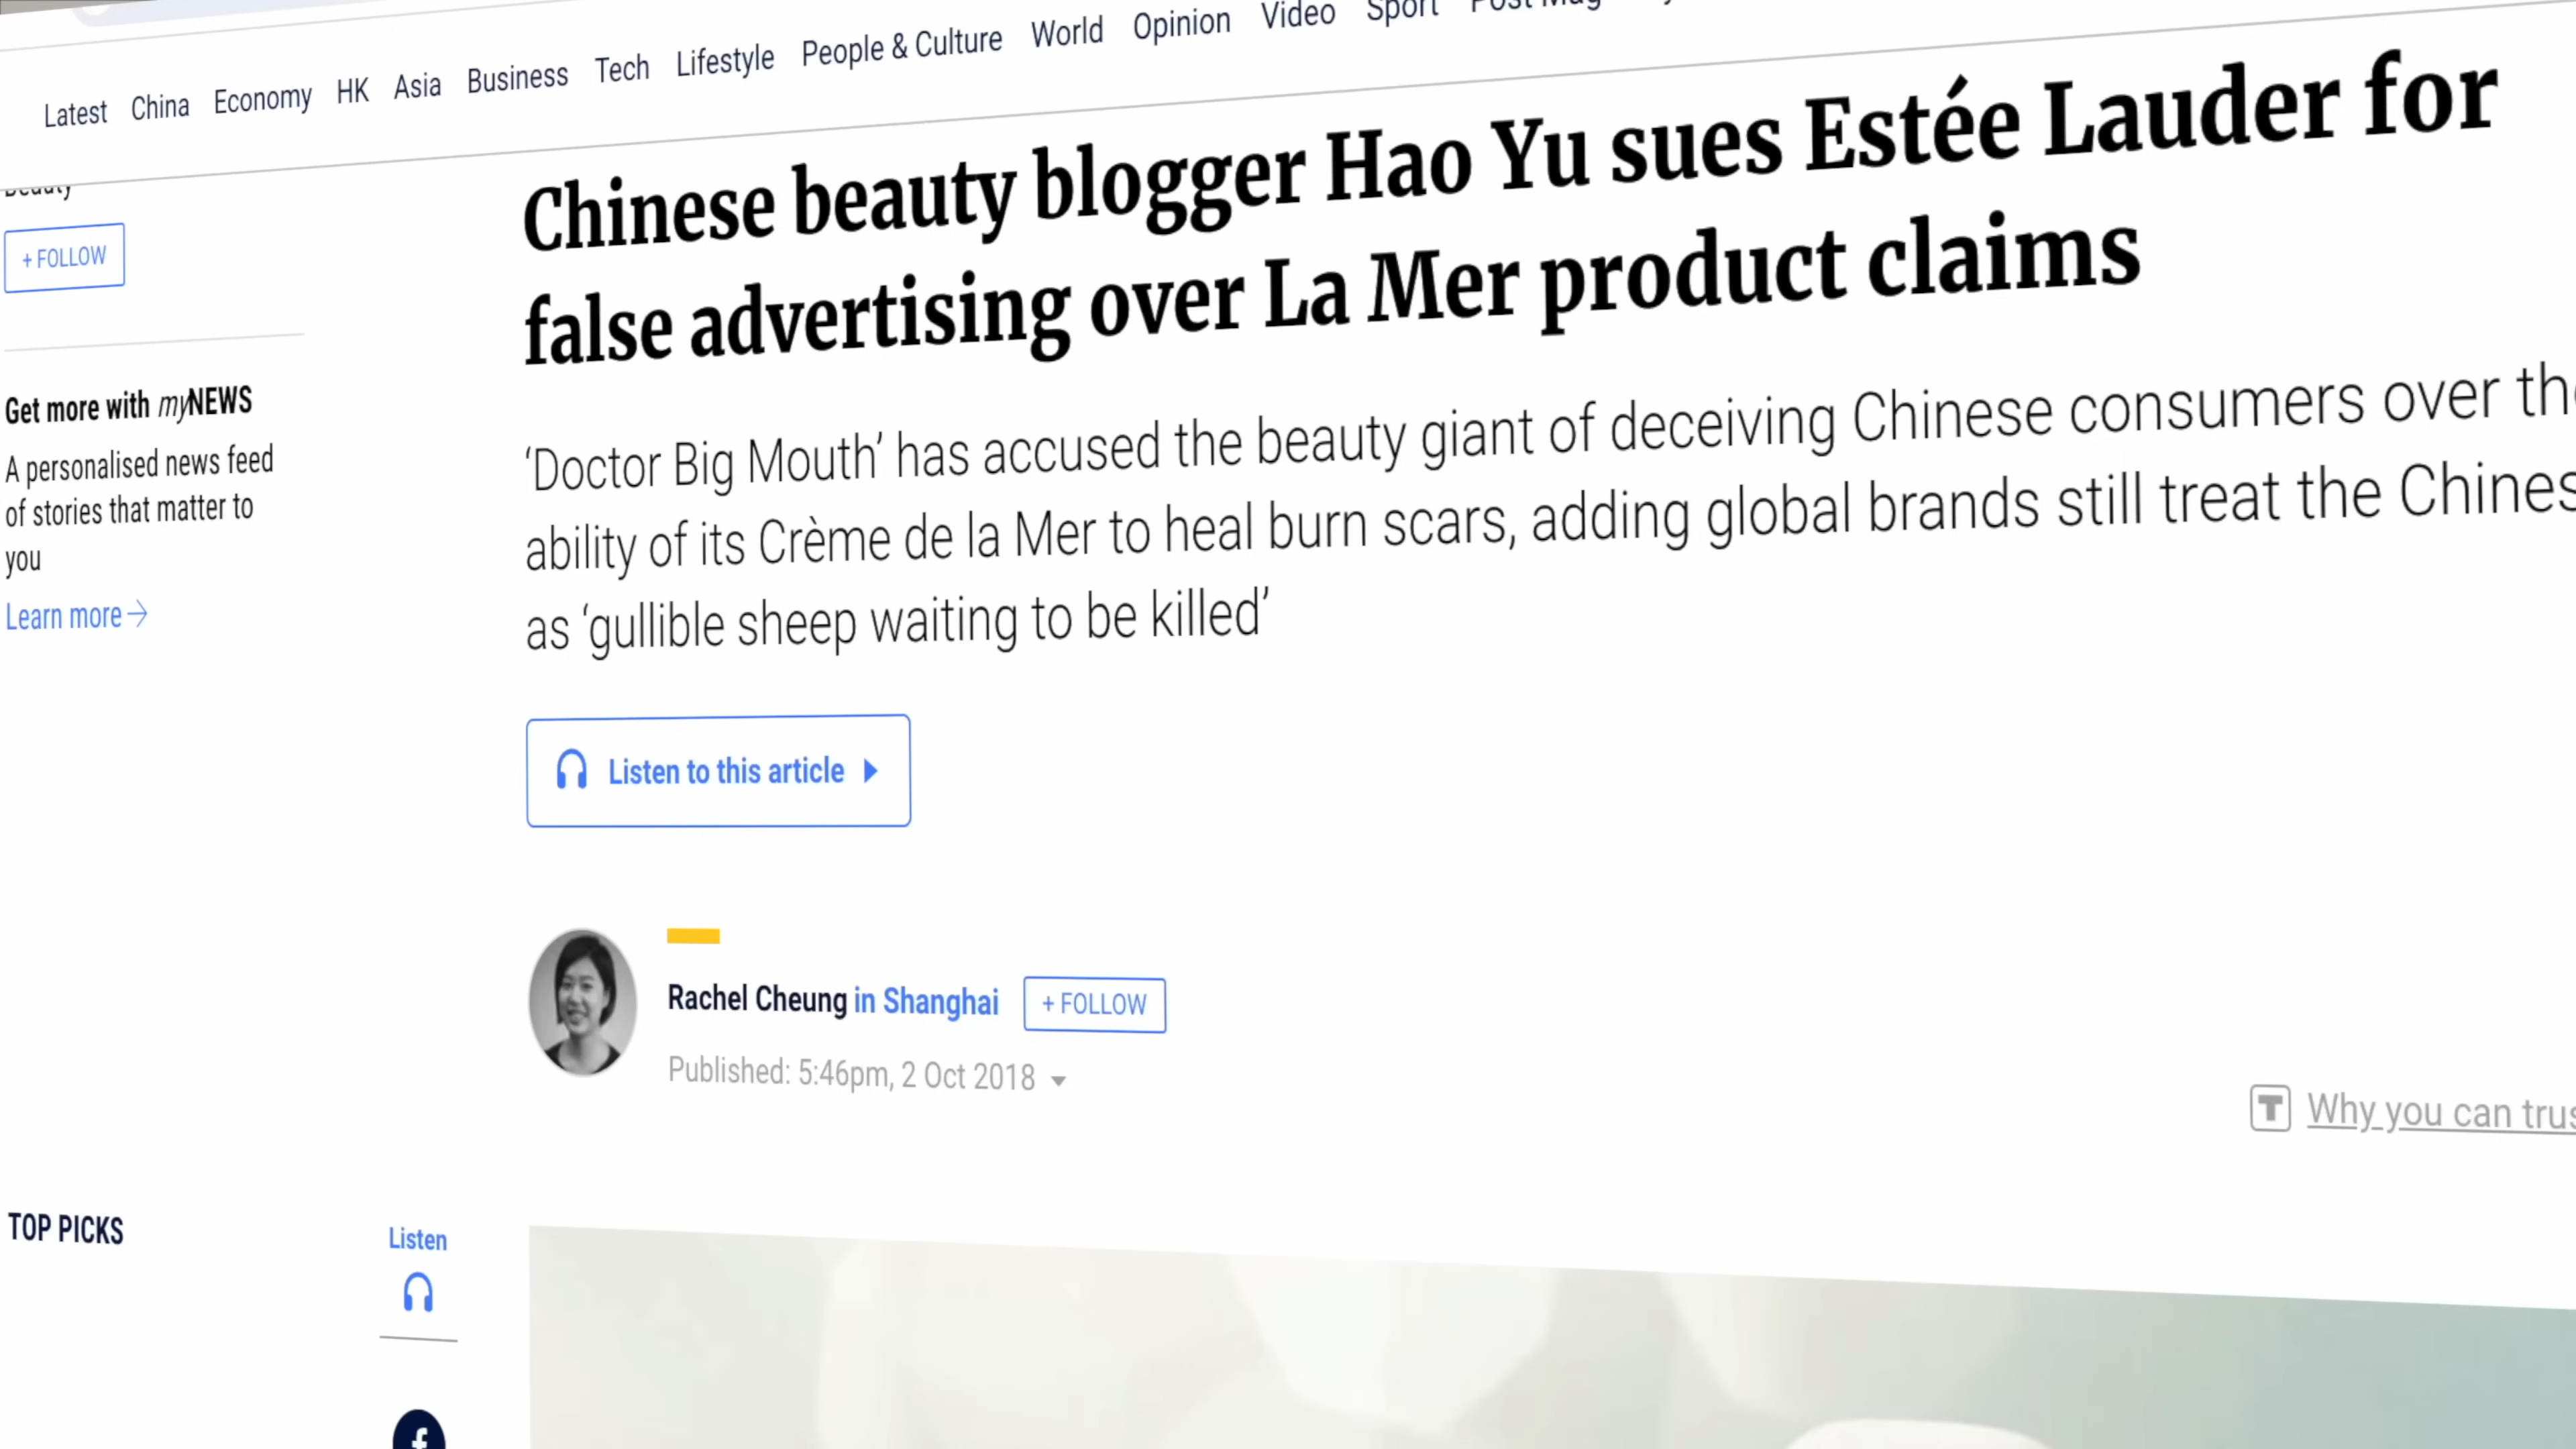 Latest China Economy HK Asia Business Tech Lifestyle People & Culture World Opinion Video Sport Post Mag
Beauty
+ FOLLOW
Get more with myNEWS
A personalised news feed
of stories that matter to
you
Learn more
Chinese beauty blogger Hao Yu sues Estée Lauder for
false advertising over La Mer product claims
‘Doctor Big Mouth’ has accused the beauty giant of deceiving Chinese consumers over
ability of its Crème de la Mer to heal burn scars, adding global brands still treat the
as ‘gullible sheep waiting to be killed’
Listen to this article
Rachel Cheung in Shanghai + FOLLOW
Published: 5:46pm, 2 Oct 2018
T Why you can
TOP PICKS
Listen